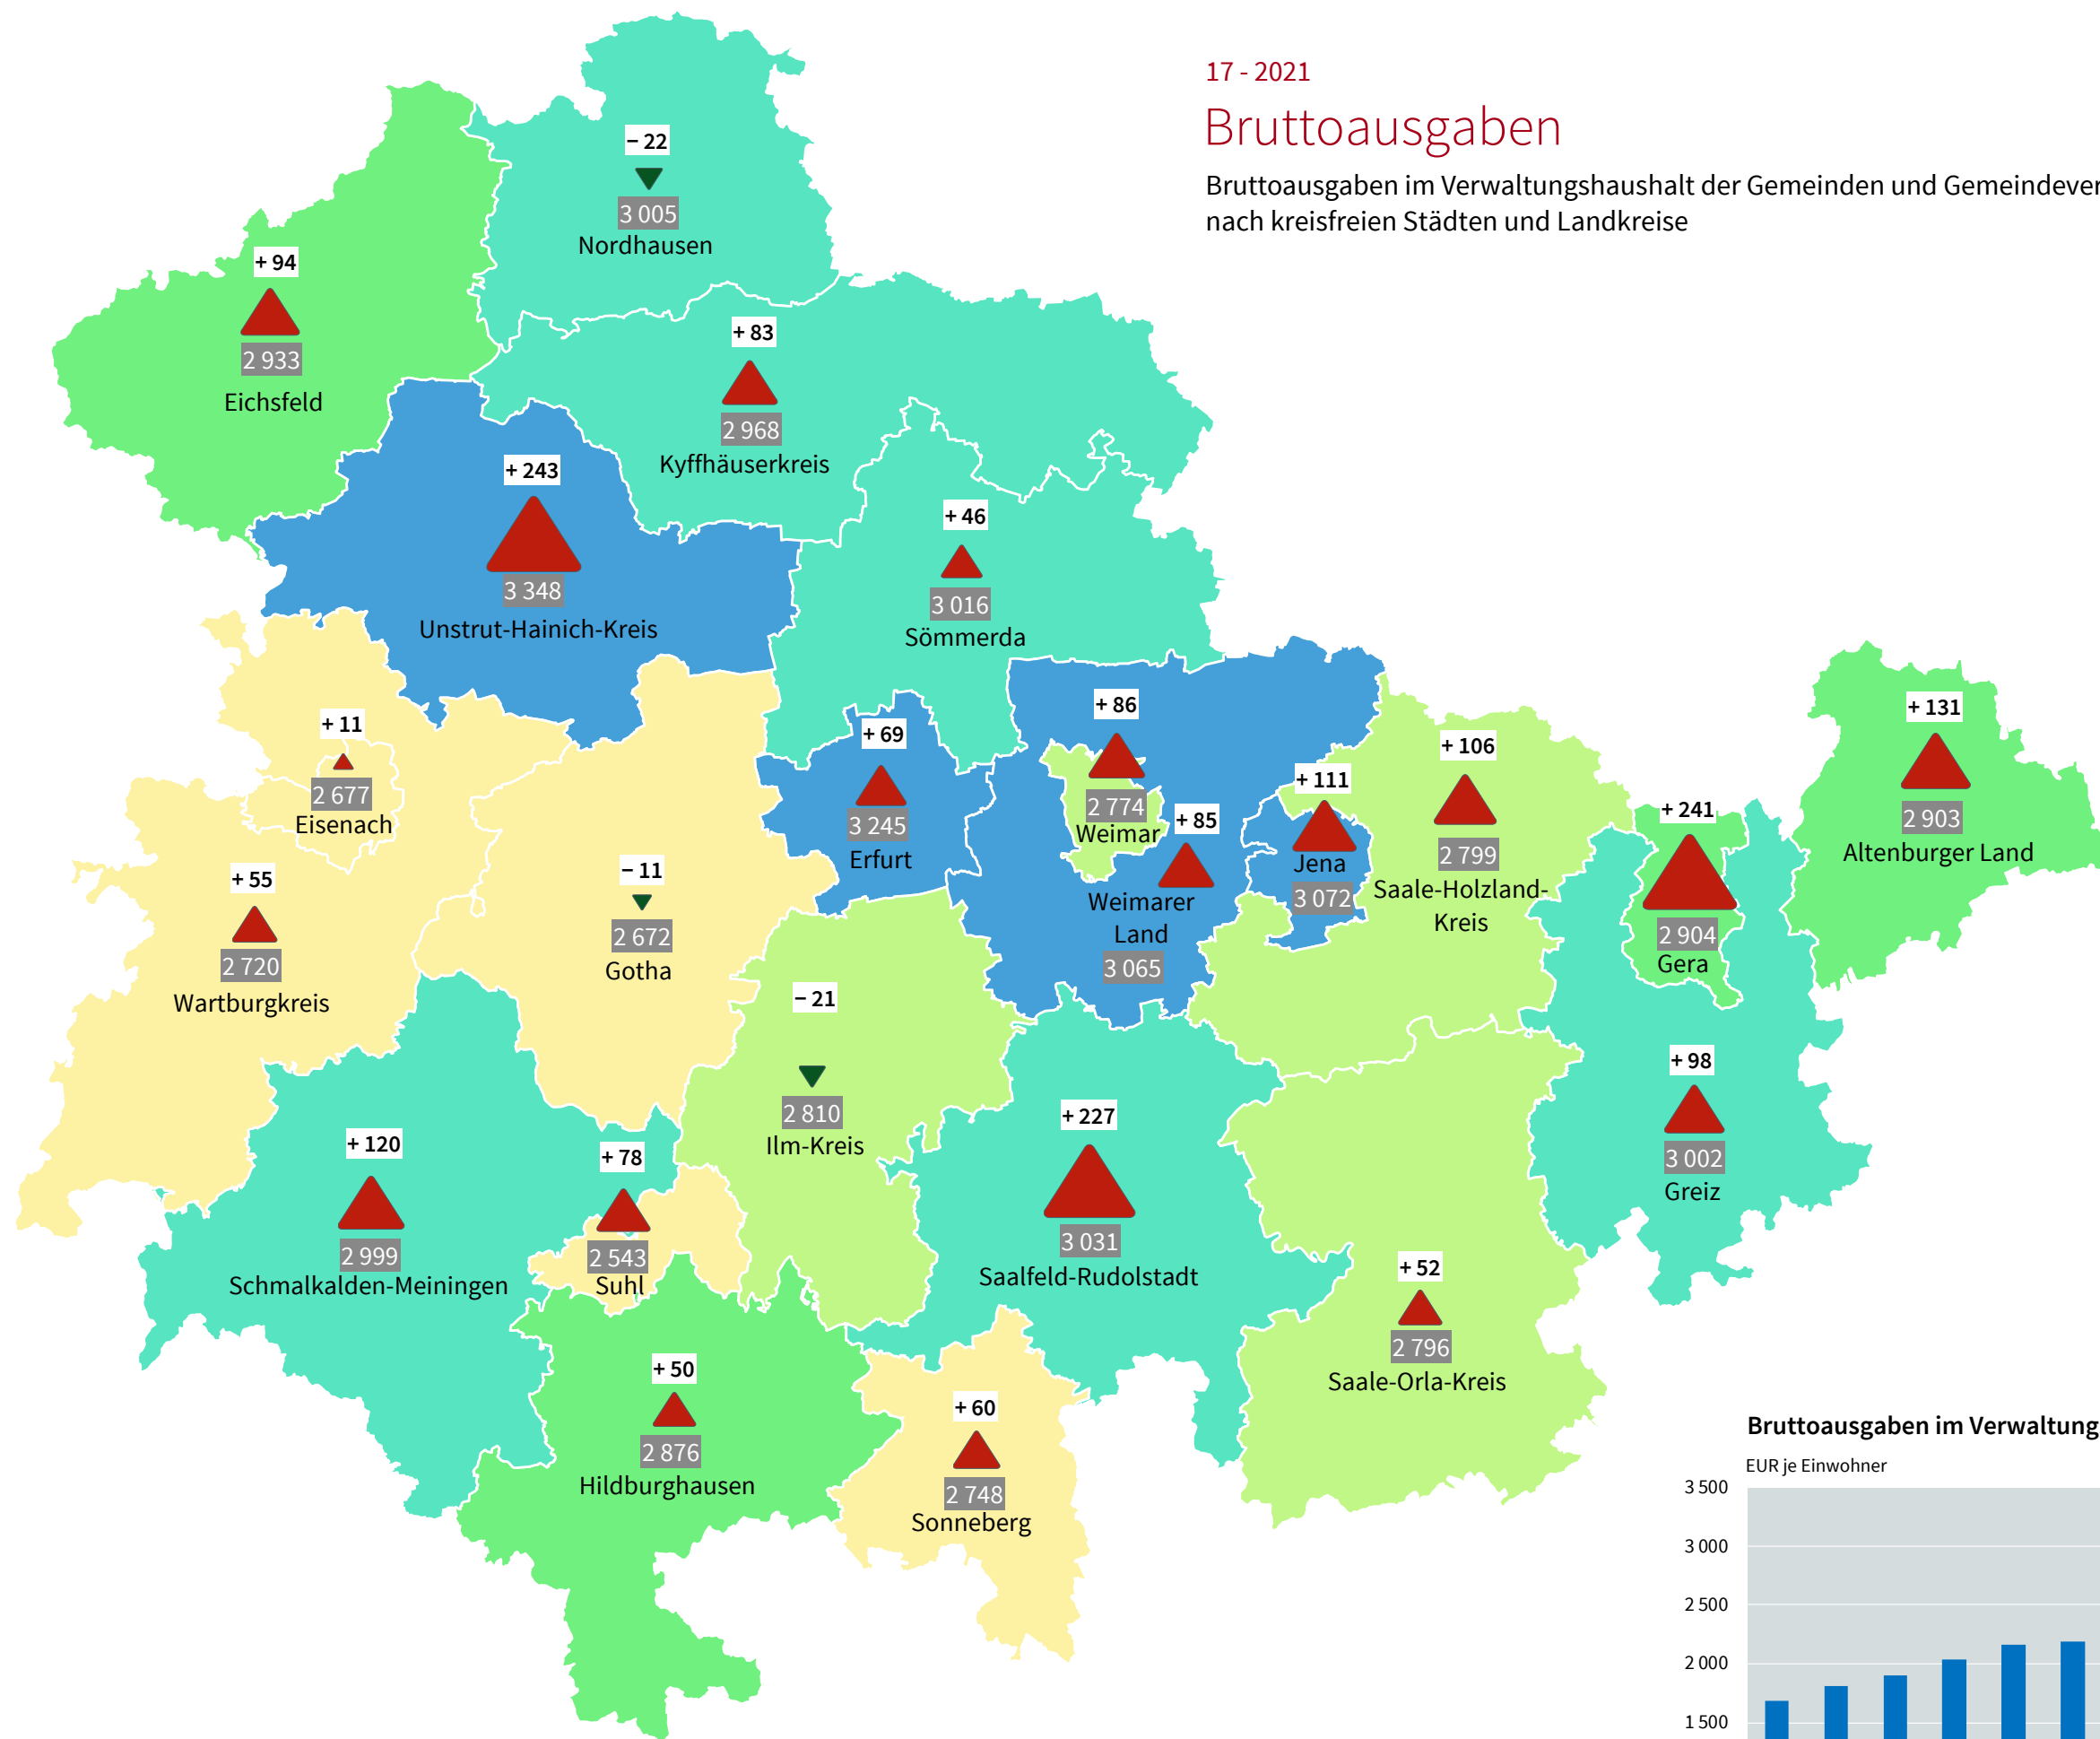 17 - 2021
Bruttoausgaben
Bruttoausgaben im Verwaltungshaushalt der Gemeinden und
nach kreisfreien Städten und Landkreise
− 22
3 005
Nordhausen
+ 94
2 933
Eichsfeld
+ 83
2 968
Kyffhäuserkreis
+ 243
3 348
Unstrut-Hainich-Kreis
+ 46
3 016
Sömmerda
+ 11
2 677
Eisenach
+ 69
3 245
Erfurt
+ 86
2 774
Weimar
+ 85
Weimarer
Land
3 065
+ 111
Jena
3 072
+ 106
2 799
Saale-Holzland-
Kreis
+ 241
2 904
Gera
+ 131
2 903
Altenburger Land
+ 55
2 720
Wartburgkreis
− 11
2 672
Gotha
− 21
2 810
Ilm-Kreis
+ 98
3 002
Greiz
+ 120
2 999
Schmalkalden-Meiningen
+ 78
2 543
Suhl
+ 227
3 031
Saalfeld-Rudolstadt
+ 52
2 796
Saale-Orla-Kreis
+ 50
2 876
Hildburghausen
+ 60
2 748
Sonneberg
Bruttoausgaben im
EUR je Einwohner
3 500
3 000
2 500
2 000
1 500